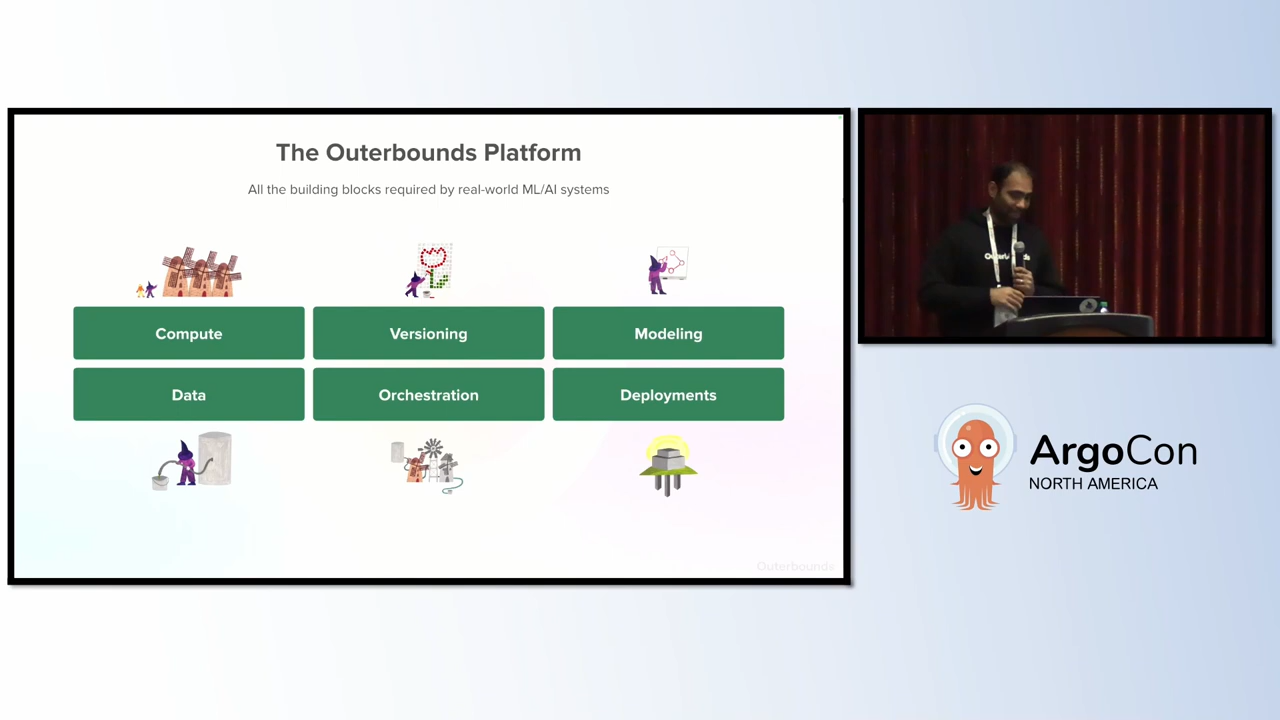 The Outerbounds Platform
All the building blocks required by real-world ML/AI systems
Compute
Versioning
Modeling
Data
Orchestration
Deployments
Outerbounds
ArgoCon
NORTH AMERICA